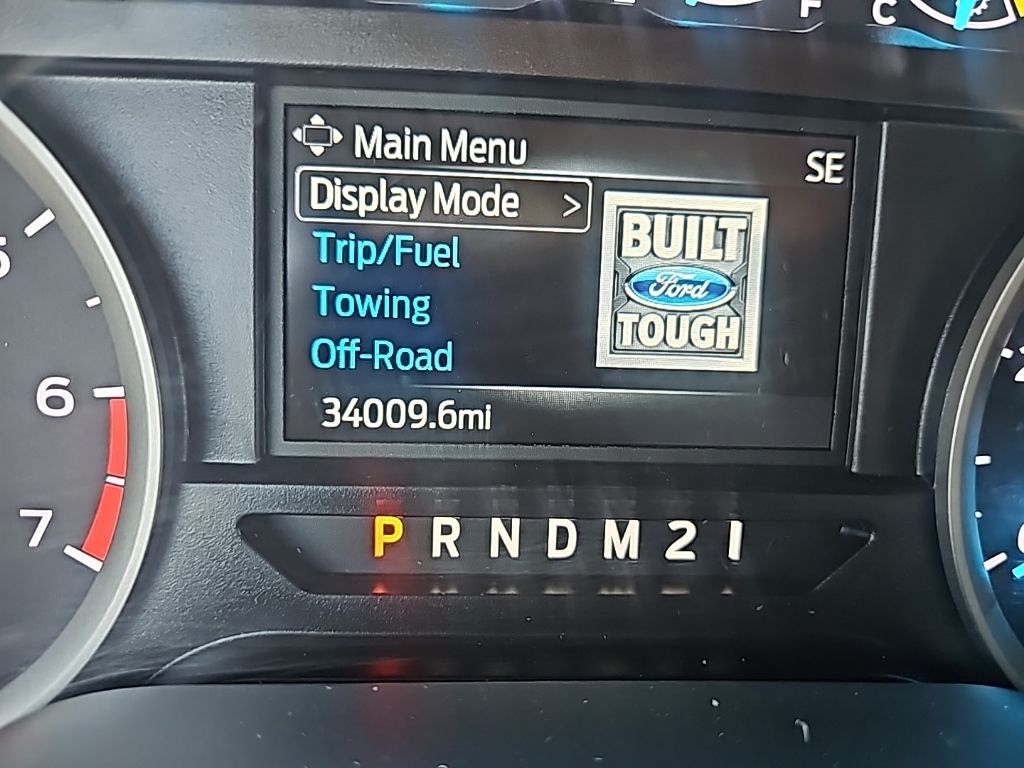 F
C
Main Menu
SE
Display Mode >
Trip/Fuel
Towing
Off-Road
BUILT
Ford
TOUGH
34009.6mi
6
7
P R N D M 2 1